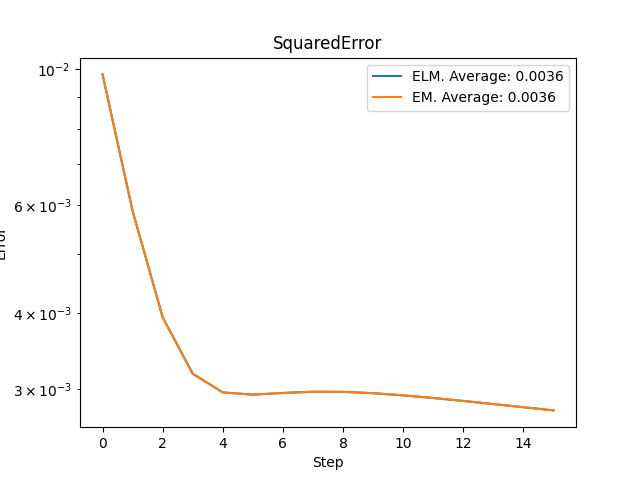 SquaredError
10⁻²
6 × 10⁻³
4 × 10⁻³
3 × 10⁻³
Error
0 2 4 6 8 10 12 14
Step
ELM. Average: 0.0036
EM. Average: 0.0036